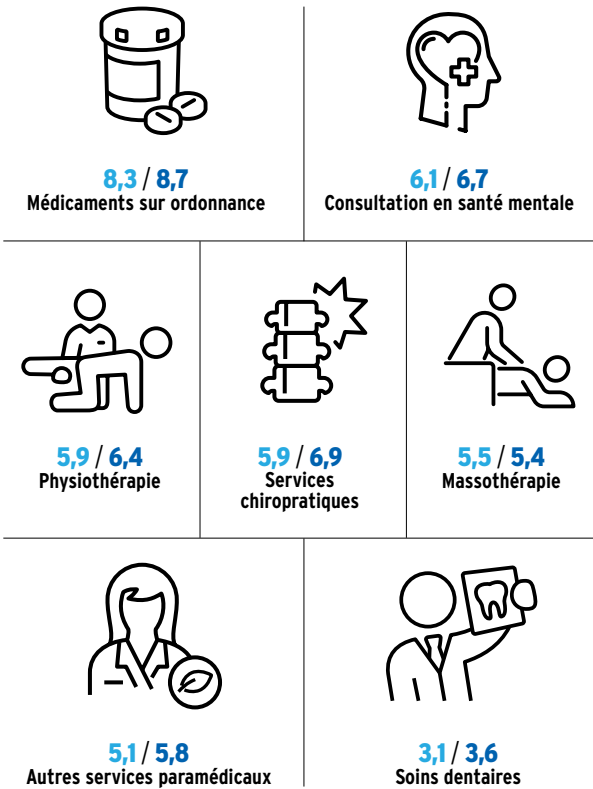 8,3 / 8,7
Médicaments sur ordonnance
6,1 / 6,7
Consultation en santé mentale
5,9 / 6,4
Physiothérapie
5,9 / 6,9
Services
chiropratiques
5,5 / 5,4
Massothérapie
5,1 / 5,8
Autres services paramédicaux
3,1 / 3,6
Soins dentaires